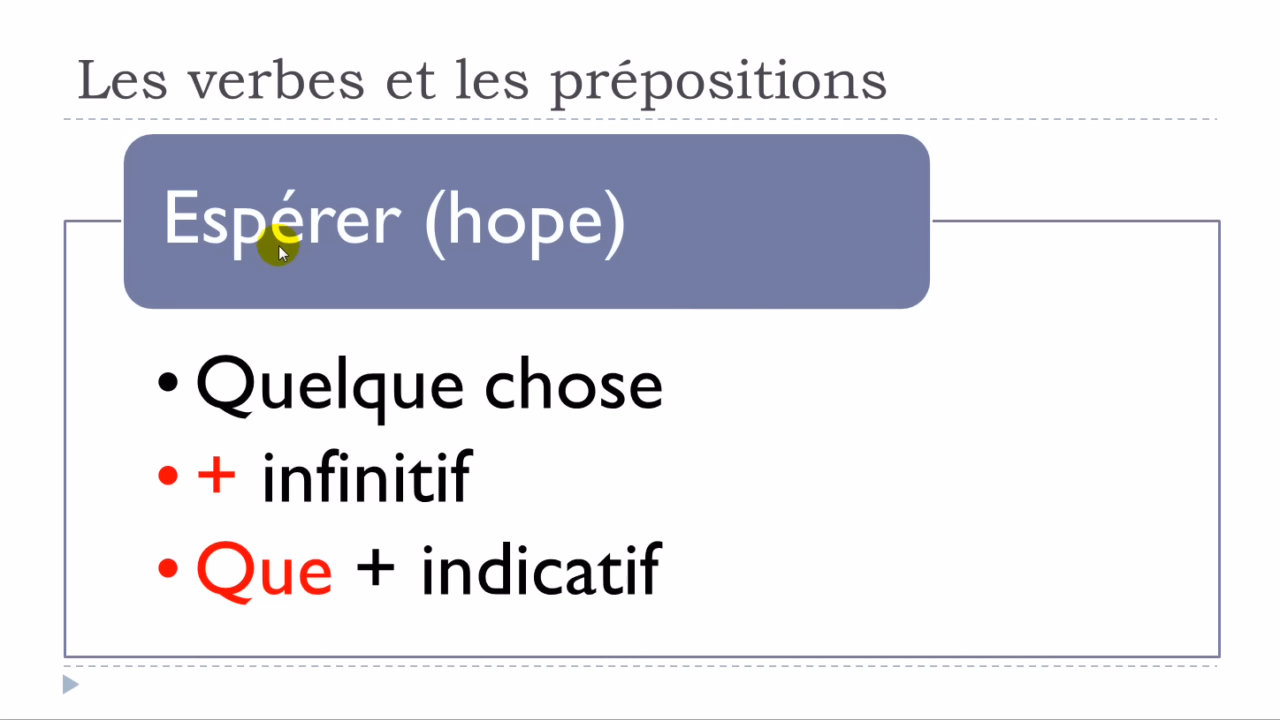 Les verbes et les prépositions
Espérer (hope)
• Quelque chose
• + infinitif
• Que + indicatif